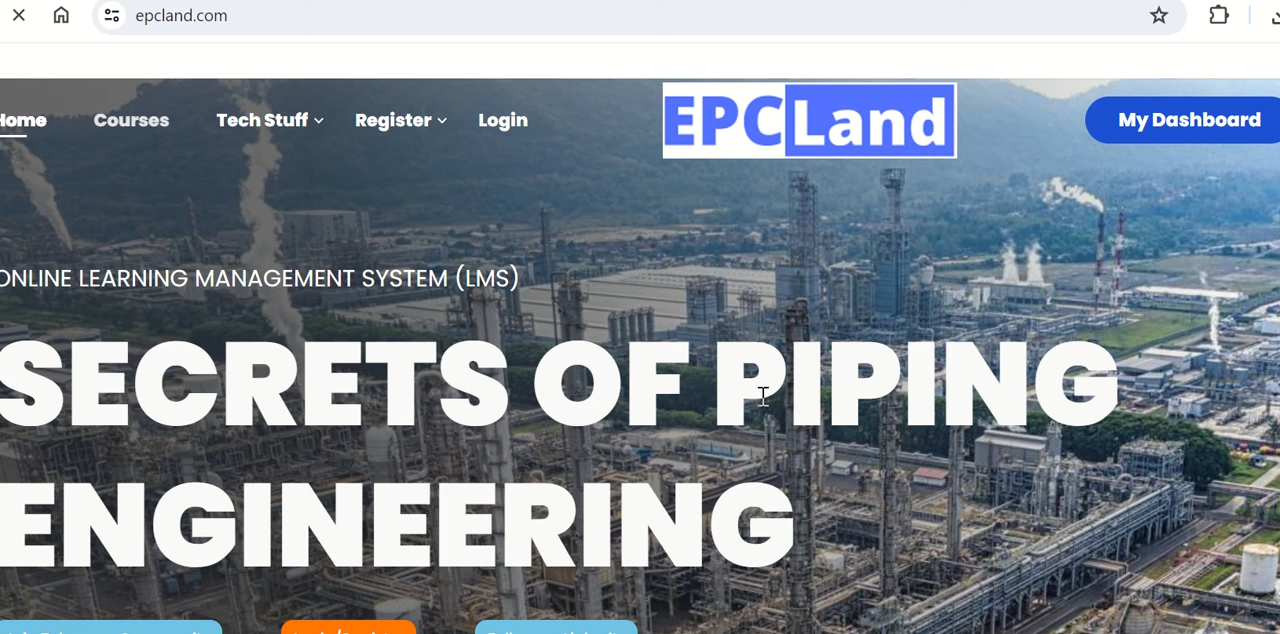 epcland.com
Home Courses Tech Stuff Register Login EPCLand My Dashboard
ONLINE LEARNING MANAGEMENT SYSTEM (LMS)
SECRETS OF PIPING
ENGINEERING